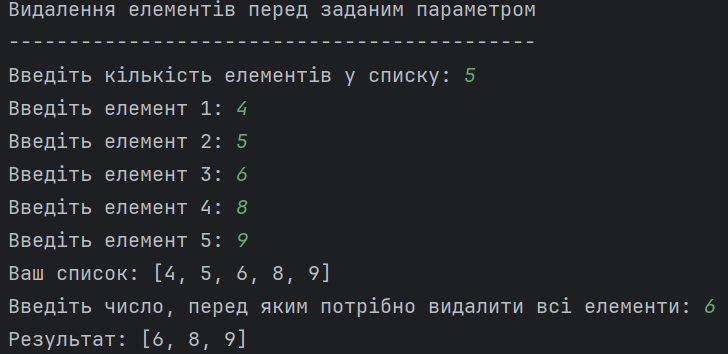 Видалення елементів перед заданим параметром
--------------------------------------------
Введіть кількість елементів у списку: 5
Введіть елемент 1: 4
Введіть елемент 2: 5
Введіть елемент 3: 6
Введіть елемент 4: 8
Введіть елемент 5: 9
Ваш список: [4, 5, 6, 8, 9]
Введіть число, перед яким потрібно видалити всі елементи: 6
Результат: [6, 8, 9]